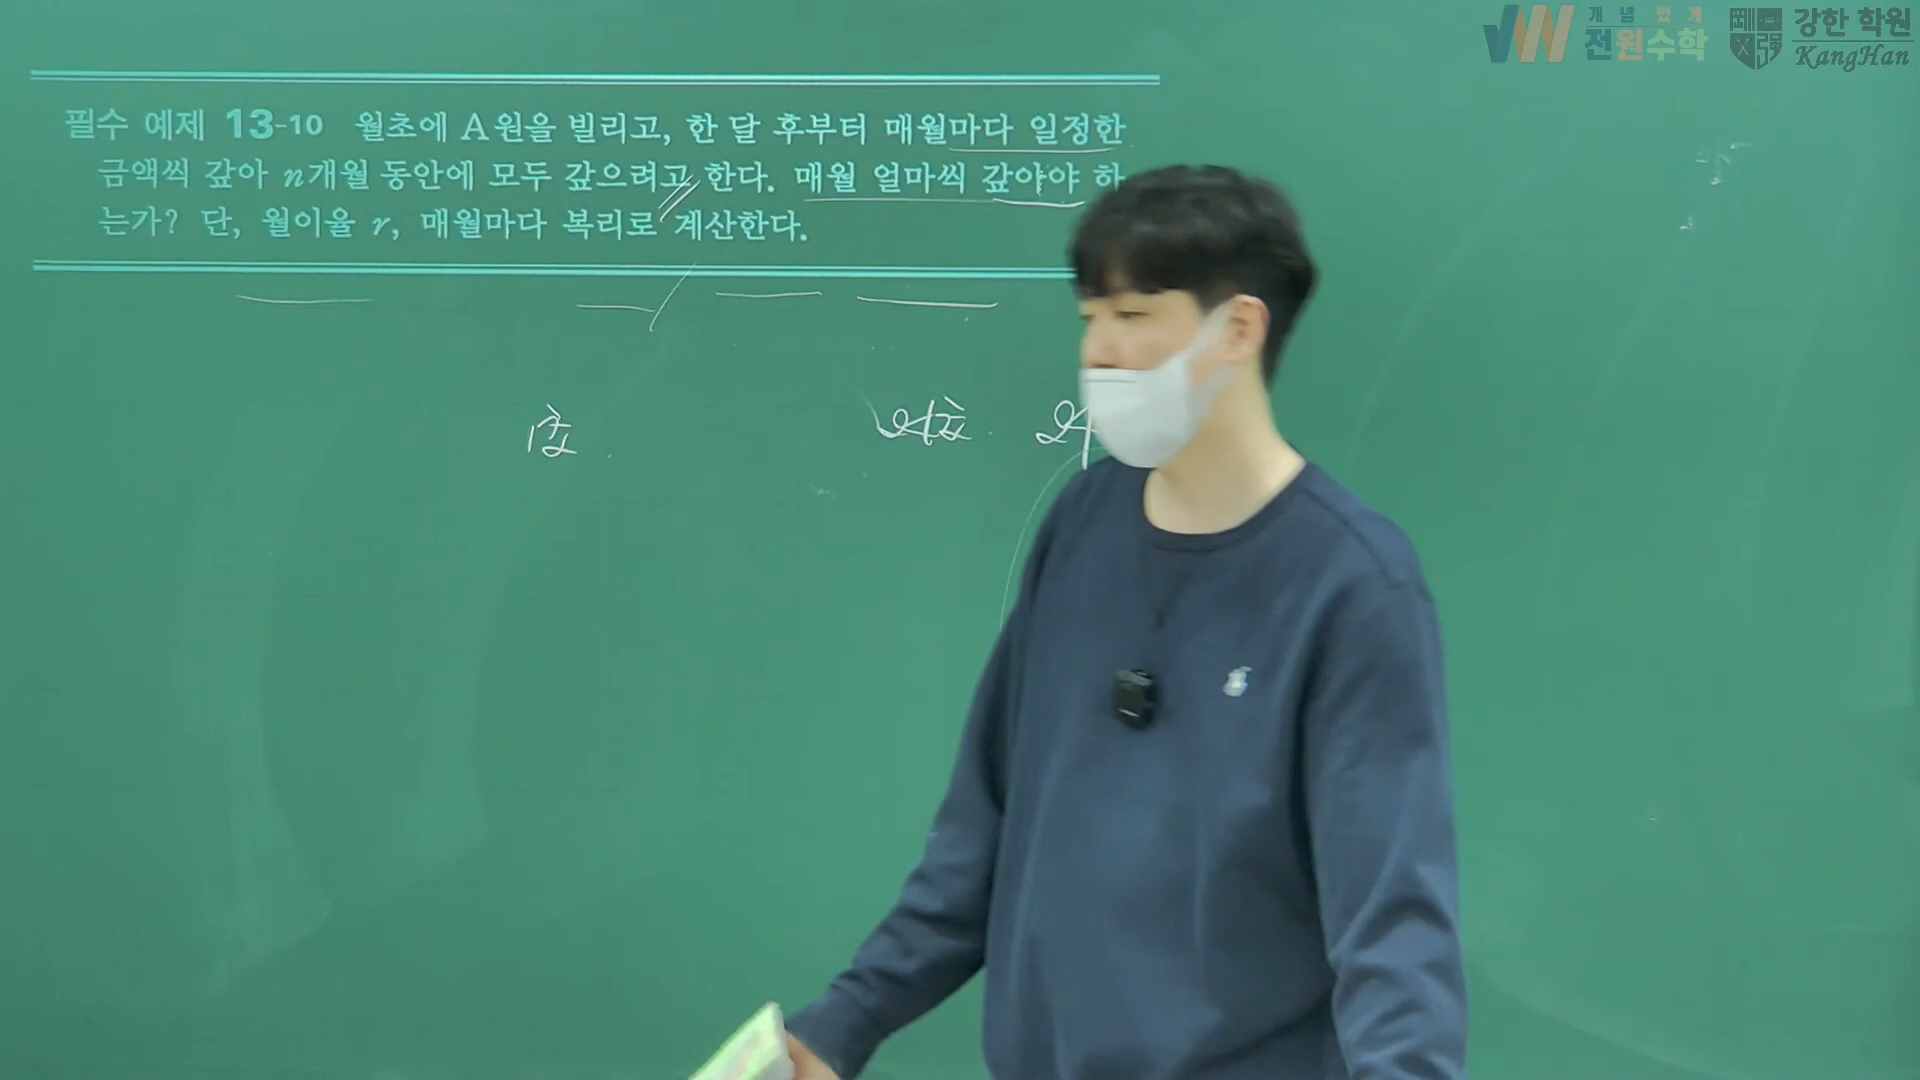 개념있게
전원수학
강한 학원
KangHan
필수 예제 13-10 월초에 A원을 빌리고, 한 달 후부터 매월마다 일정한
금액씩 갚아 n개월 동안에 모두 갚으려고 한다. 매월 얼마씩 갚아야 하
는가? 단, 월이율 r, 매월마다 복리로 계산한다.